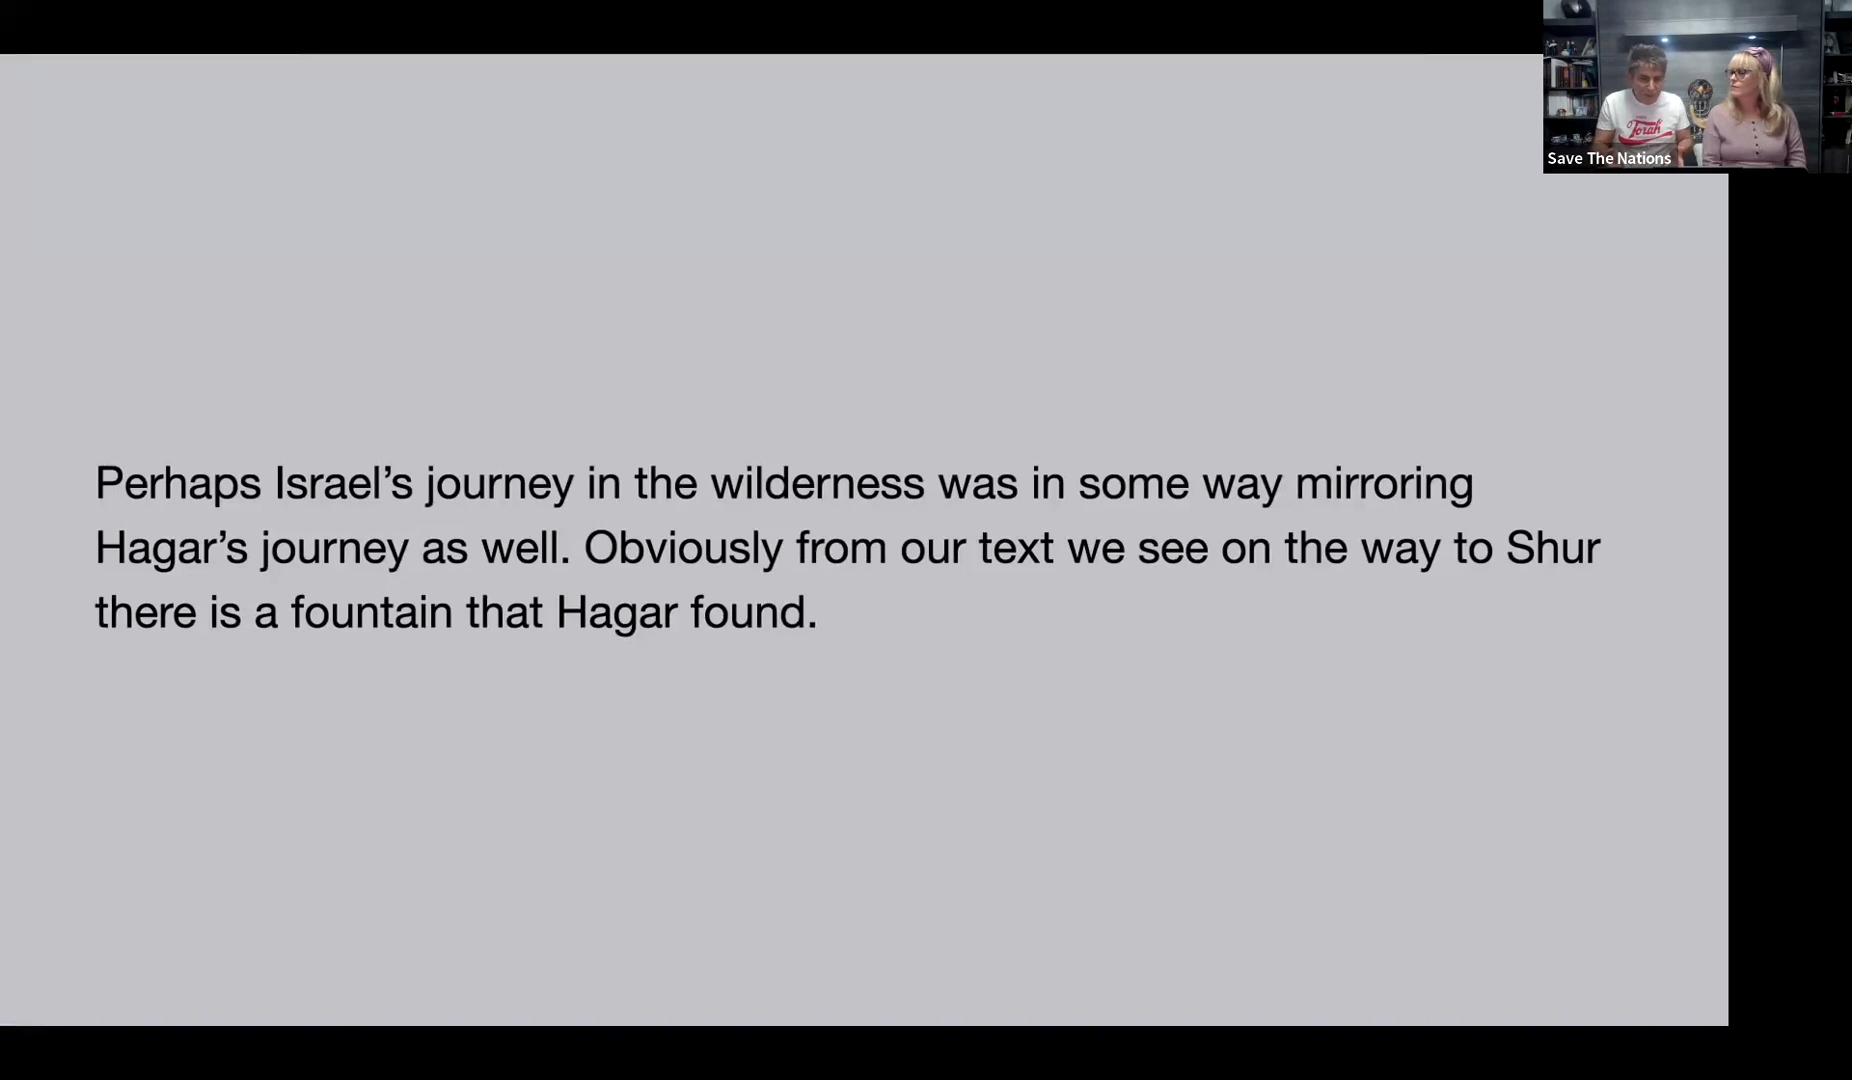 Torah
Save The Nations
Perhaps Israel’s journey in the wilderness was in some way mirroring
Hagar’s journey as well. Obviously from our text we see on the way to Shur
there is a fountain that Hagar found.